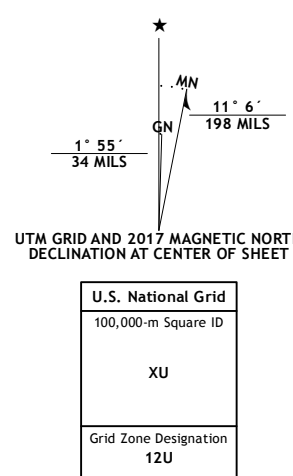 ★
MN
GN
11° 6´
198 MILS
1° 55´
34 MILS
UTM GRID AND 2017 MAGNETIC NORT
DECLINATION AT CENTER OF SHEET
U.S. National Grid
100,000-m Square ID
XU
Grid Zone Designation
12U